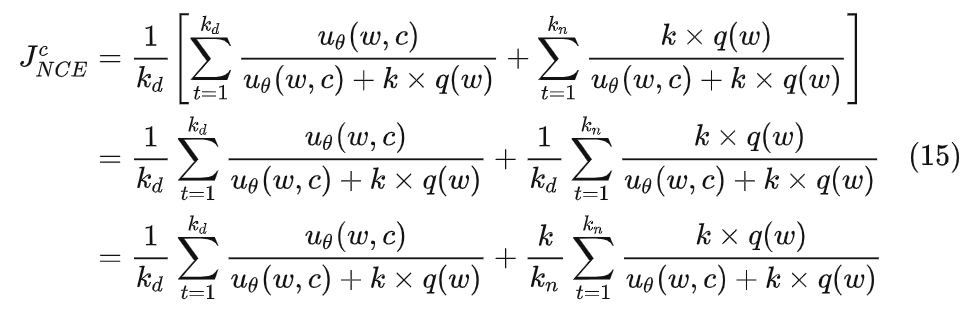 $J^c_{NCE} = \frac{1}{k_d} \left[ \sum_{t=1}^{k_d} \frac{u_\theta(w, c)}{u_\theta(w, c) + k \times q(w)} + \sum_{t=1}^{k_n} \frac{k \times q(w)}{u_\theta(w, c) + k \times q(w)} \right]$
$= \frac{1}{k_d} \sum_{t=1}^{k_d} \frac{u_\theta(w, c)}{u_\theta(w, c) + k \times q(w)} + \frac{1}{k_d} \sum_{t=1}^{k_n} \frac{k \times q(w)}{u_\theta(w, c) + k \times q(w)} \quad (15)$
$= \frac{1}{k_d} \sum_{t=1}^{k_d} \frac{u_\theta(w, c)}{u_\theta(w, c) + k \times q(w)} + \frac{k}{k_n} \sum_{t=1}^{k_n} \frac{k \times q(w)}{u_\theta(w, c) + k \times q(w)}$